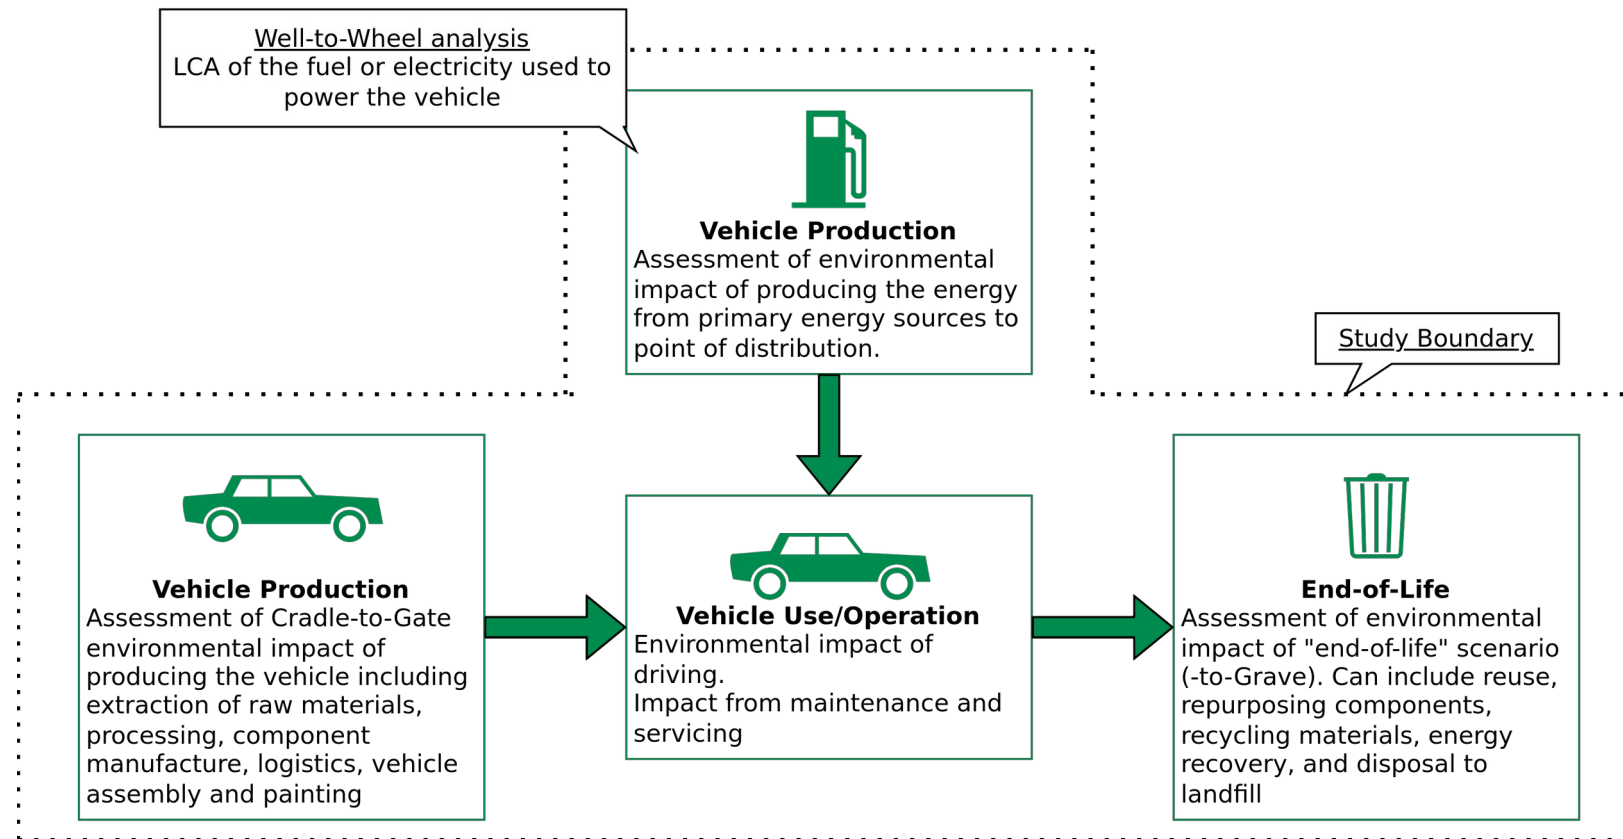 Well-to-Wheel analysis
LCA of the fuel or electricity used to
power the vehicle
Vehicle Production
Assessment of environmental
impact of producing the energy
from primary energy sources to
point of distribution.
Study Boundary
Vehicle Production
Assessment of Cradle-to-Gate
environmental impact of
producing the vehicle including
extraction of raw materials,
processing, component
manufacture, logistics, vehicle
assembly and painting
Vehicle Use/Operation
Environmental impact of
driving.
Impact from maintenance and
servicing
End-of-Life
Assessment of environmental
impact of "end-of-life" scenario
(-to-Grave). Can include reuse,
repurposing components,
recycling materials, energy
recovery, and disposal to
landfill